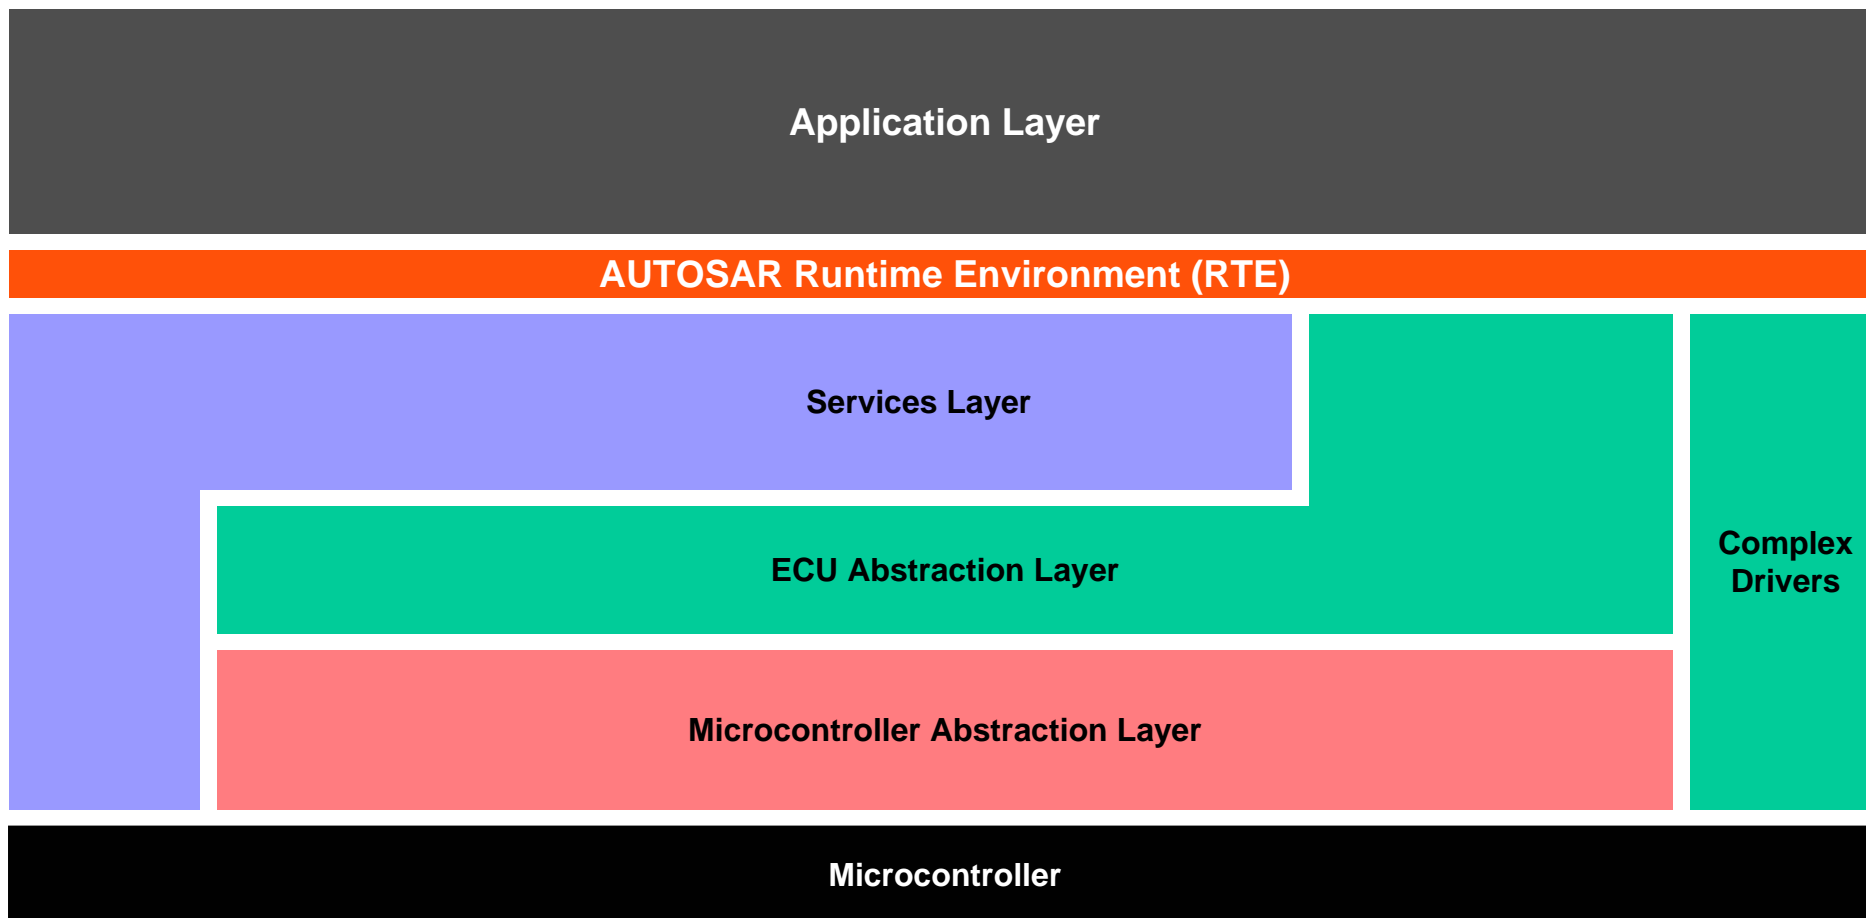 Application Layer
AUTOSAR Runtime Environment (RTE)
Services Layer
ECU Abstraction Layer
Complex
Drivers
Microcontroller Abstraction Layer
Microcontroller